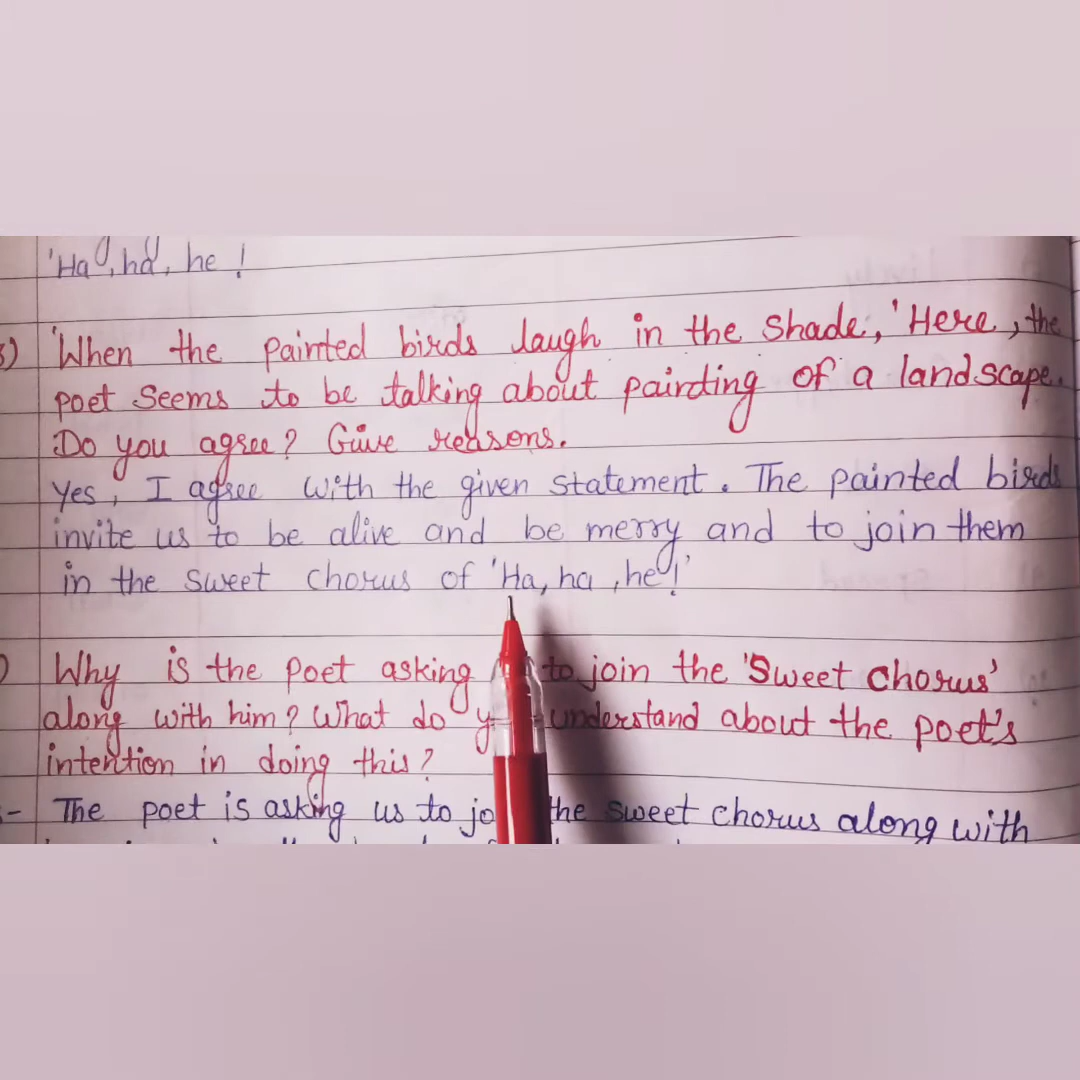 'Ha, ha, he !
3) 'When the painted birds laugh in the shade, 'Here, the
poet seems to be talking about painting of a landscape.
Do you agree? Give reasons.
Yes, I agree with the given statement. The painted birds
invite us to be alive and be merry and to join them
in the sweet chorus of 'Ha, ha, he!'
Why is the poet asking to join the 'Sweet chorus'
along with him? What do understand about the poet's
intention in doing this?
:- The poet is asking us to the sweet chorus along with